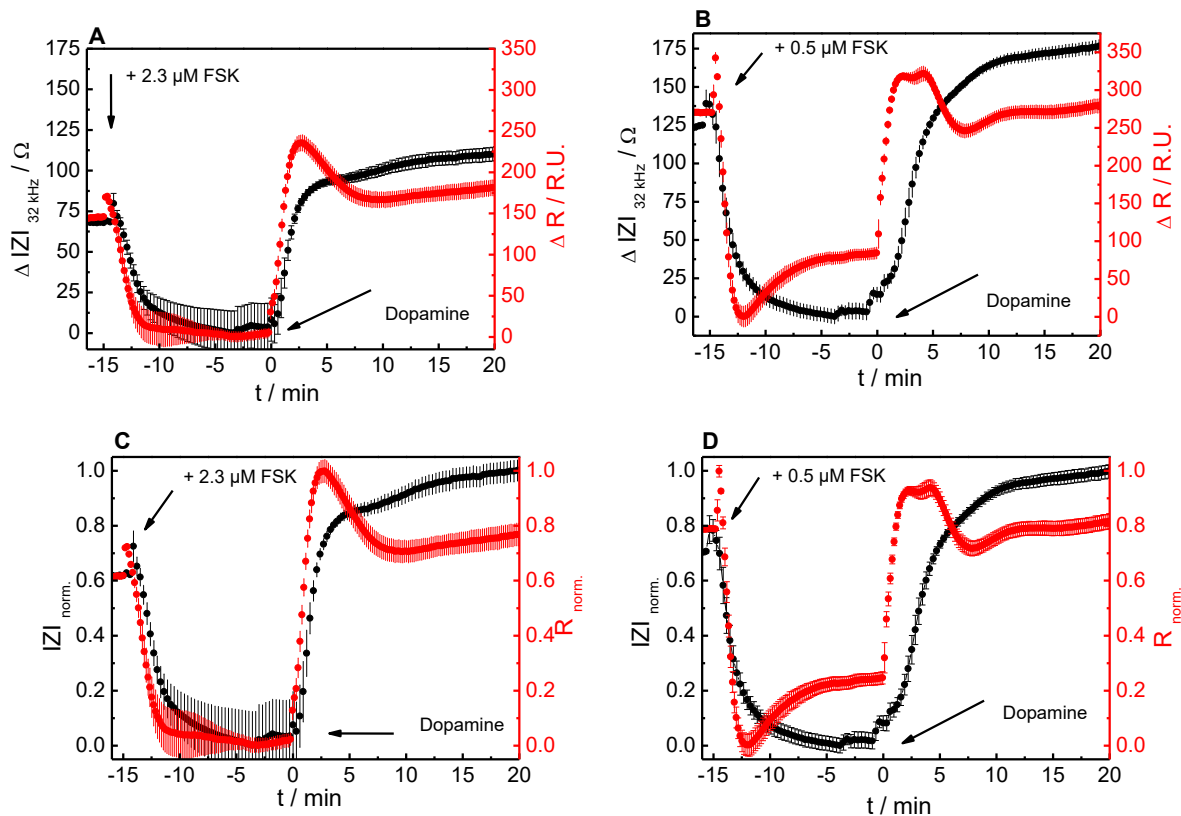 A
+ 2.3 µM FSK
Dopamine
175
150
125
100
75
50
25
0
Δ IZI 32 kHz / Ω
350
300
250
200
150
100
50
0
Δ R / R.U.
-15 -10 -5 0 5 10 15 20
t / min
B
+ 0.5 µM FSK
Dopamine
175
150
125
100
75
50
25
0
Δ IZI 32 kHz / Ω
350
300
250
200
150
100
50
0
Δ R / R.U.
-15 -10 -5 0 5 10 15 20
t / min
C
+ 2.3 µM FSK
Dopamine
1.0
0.8
0.6
0.4
0.2
0.0
IZI norm.
1.0
0.8
0.6
0.4
0.2
0.0
R norm.
-15 -10 -5 0 5 10 15 20
t / min
D
+ 0.5 µM FSK
Dopamine
1.0
0.8
0.6
0.4
0.2
0.0
IZI norm.
1.0
0.8
0.6
0.4
0.2
0.0
R norm.
-15 -10 -5 0 5 10 15 20
t / min